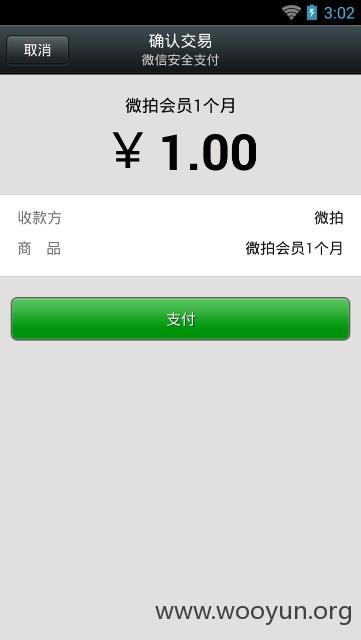 3:02
取消
确认交易
微信安全支付
微拍会员1个月
￥1.00
收款方 微拍
商 品 微拍会员1个月
支付
www.wooyun.org